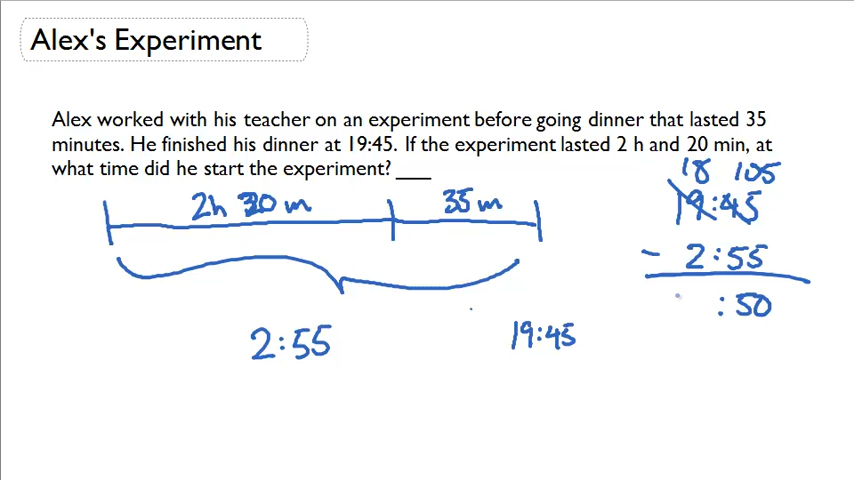 Alex's Experiment
Alex worked with his teacher on an experiment before going dinner that lasted 35
minutes. He finished his dinner at 19:45. If the experiment lasted 2 h and 20 min, at
what time did he start the experiment? ____
18 105
2h 20 m 35 m 19:45
- 2:55
:50
2:55 19:45